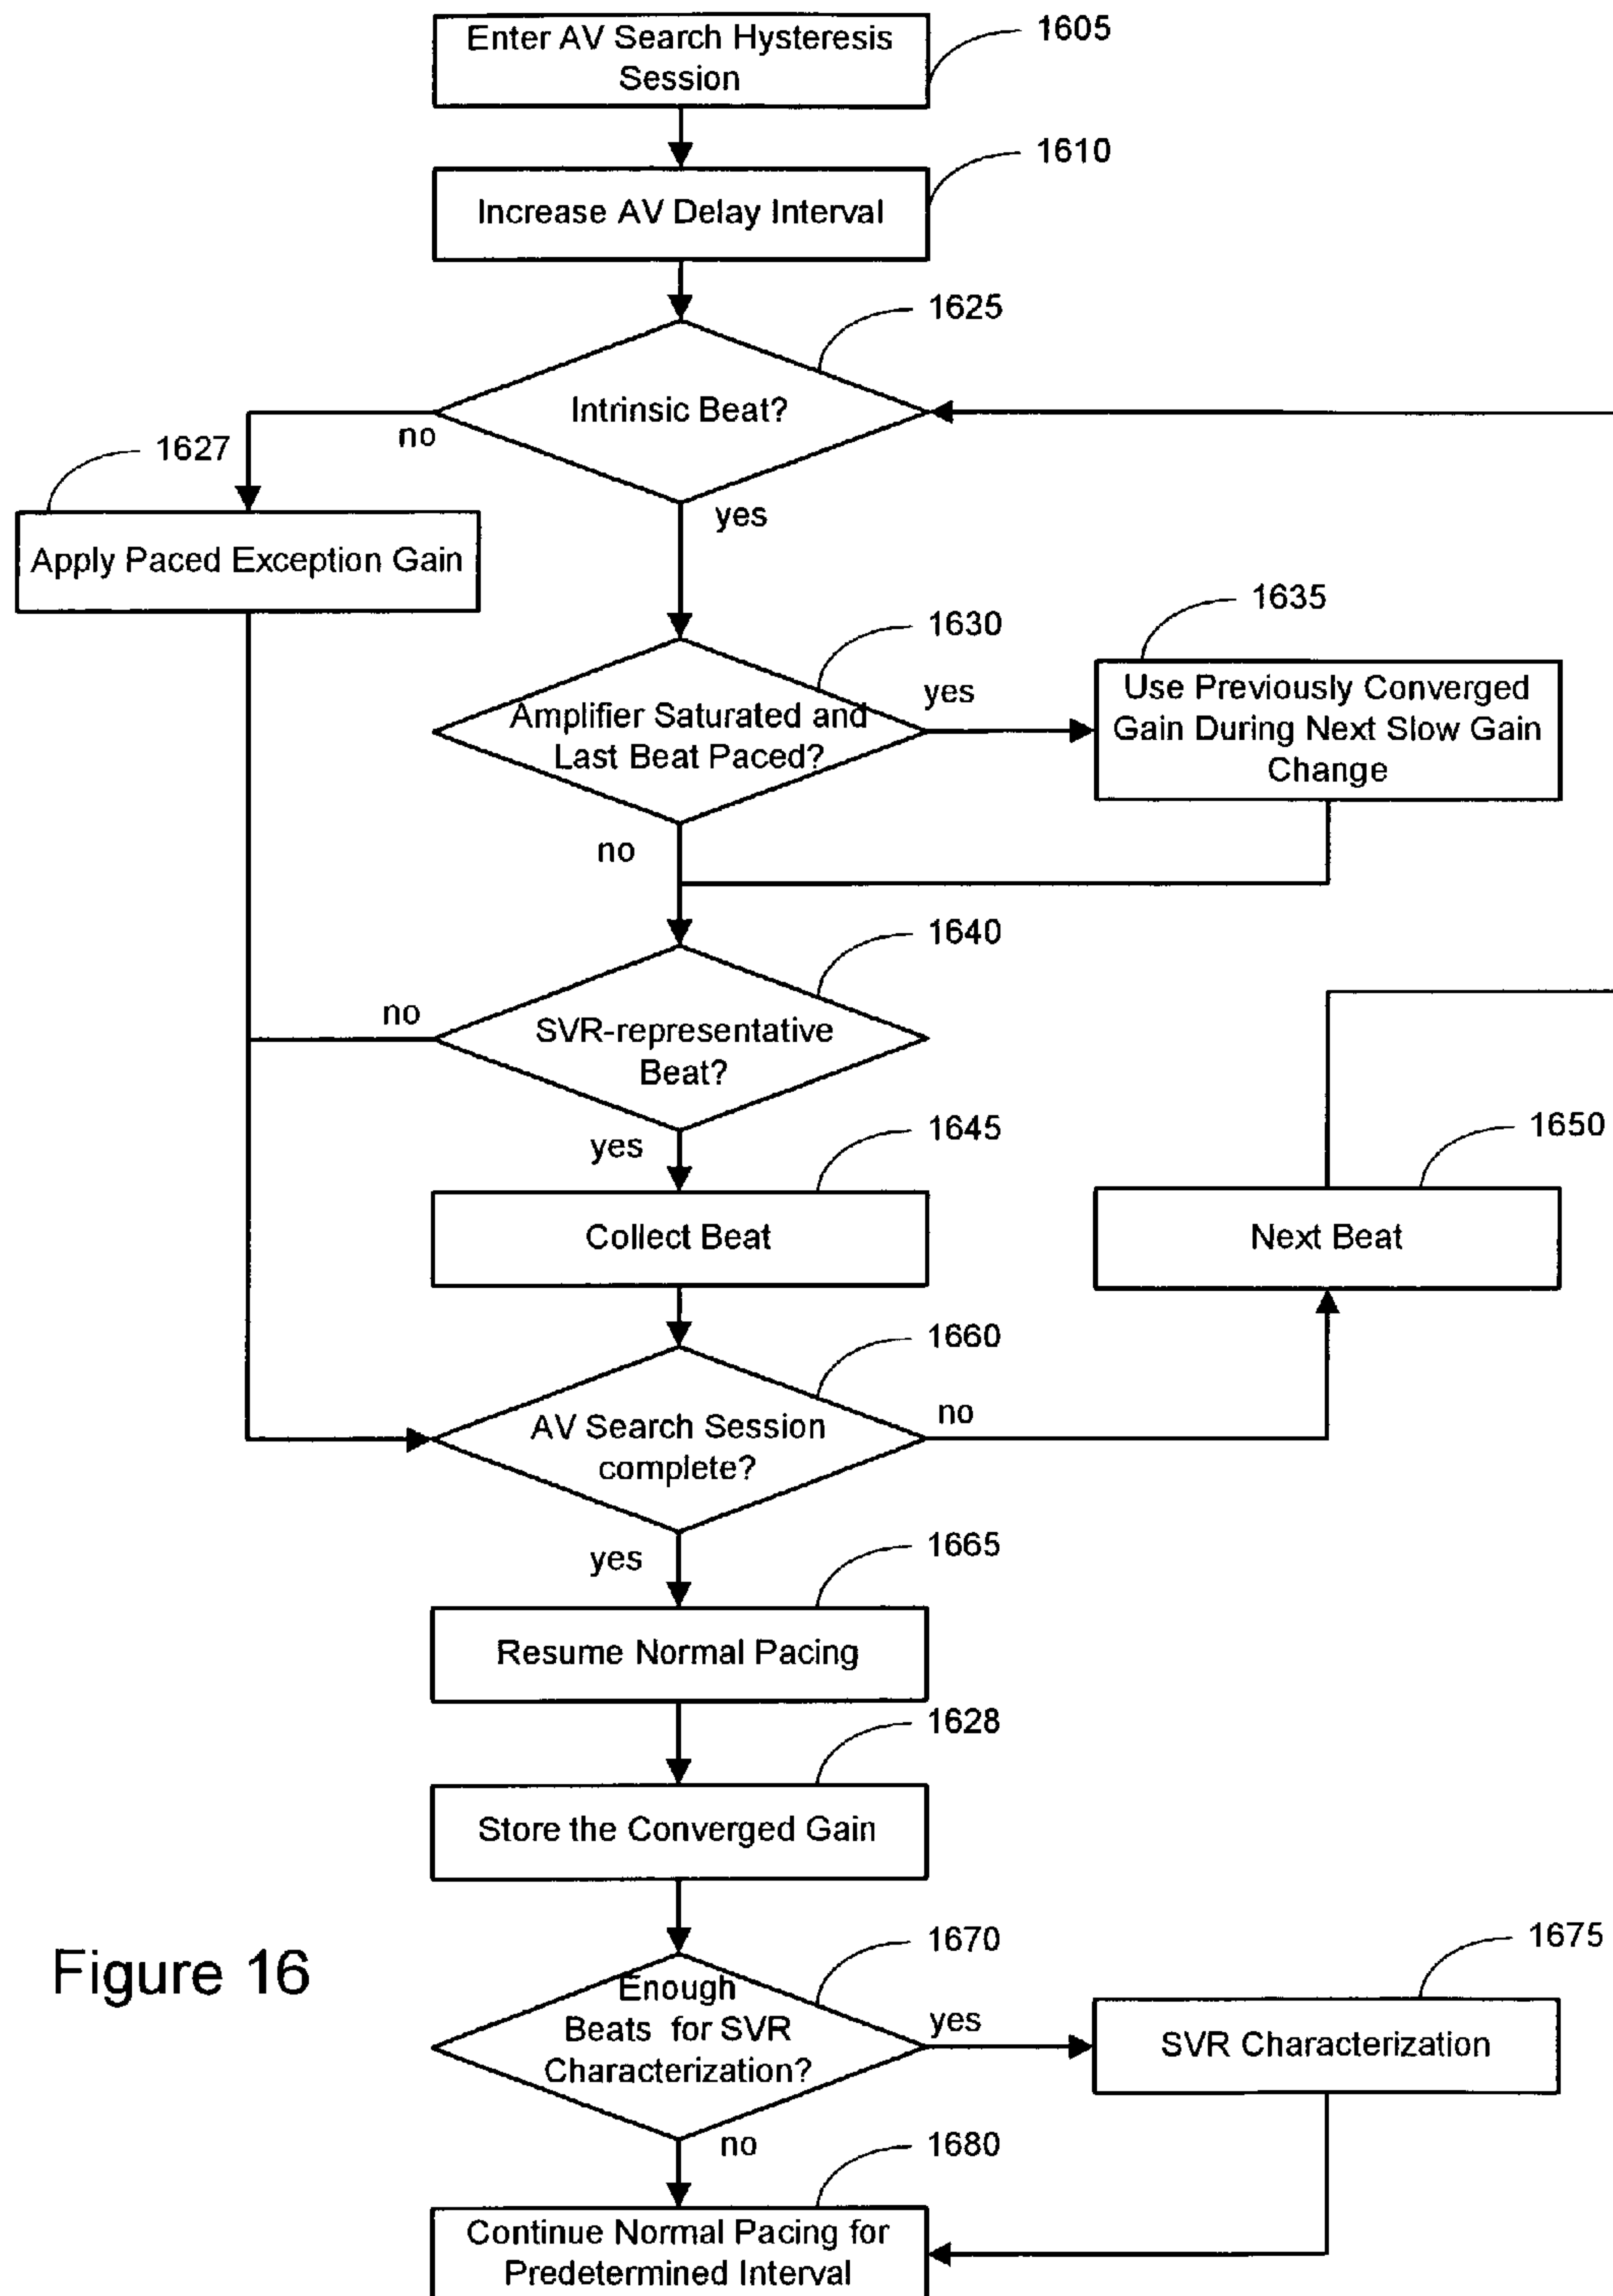 Enter AV Search Hysteresis
Session
1605
1610
Increase AV Delay Interval
1625
Intrinsic Beat?
no
1627
yes
Apply Paced Exception Gain
1635
1630
yes
Use Previously Converged
Gain During Next Slow Gain
Change
Amplifier Saturated and
Last Beat Paced?
no
1640
no
SVR-representative
Beat?
yes
1645
1650
Collect Beat
Next Beat
1660
no
AV Search Session
complete?
yes
1665
Resume Normal Pacing
1628
Store the Converged Gain
Figure 16
1670
1675
Enough
Beats for SVR
Characterization?
yes
SVR Characterization
no
1680
Continue Normal Pacing for
Predetermined Interval